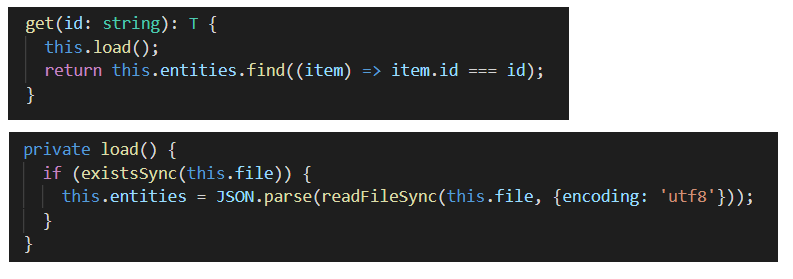 get(id: string): T {
this.load();
return this.entities.find((item) => item.id === id);
}
private load() {
if (existsSync(this.file)) {
this.entities = JSON.parse(readFileSync(this.file, {encoding: 'utf8'}));
}
}